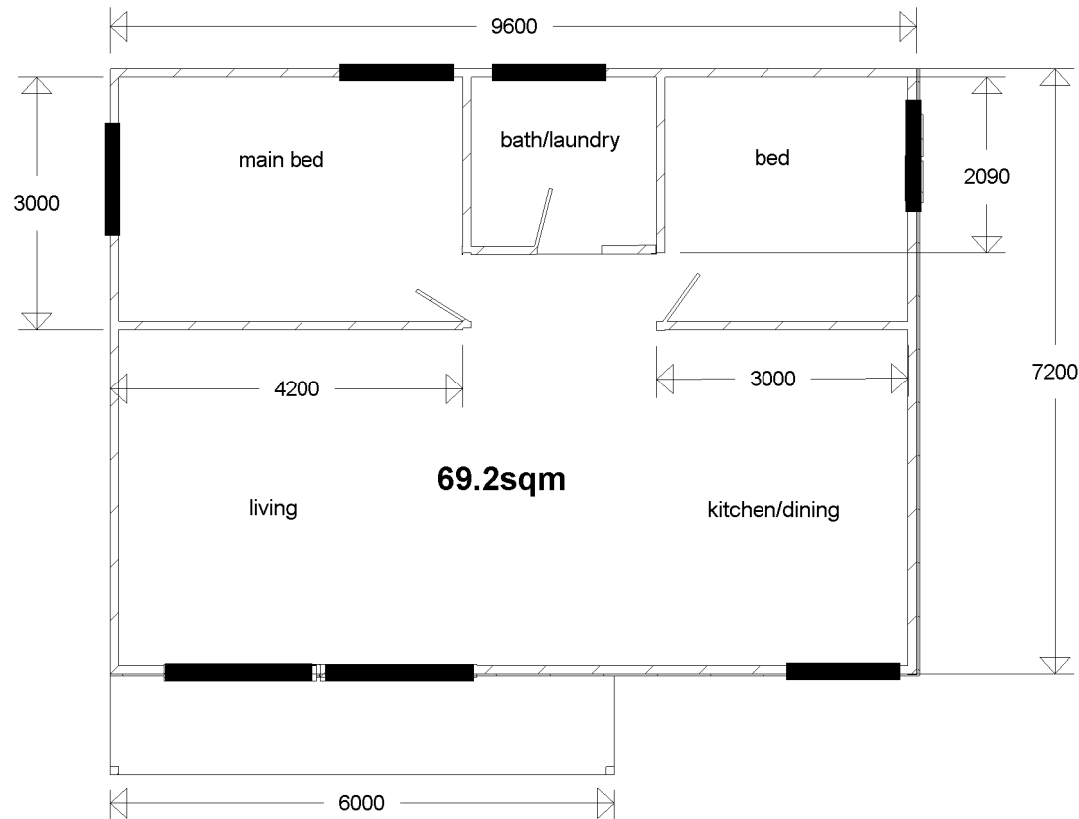 9600
main bed
bath/laundry
bed
2090
3000
7200
4200
3000
69.2sqm
living
kitchen/dining
6000